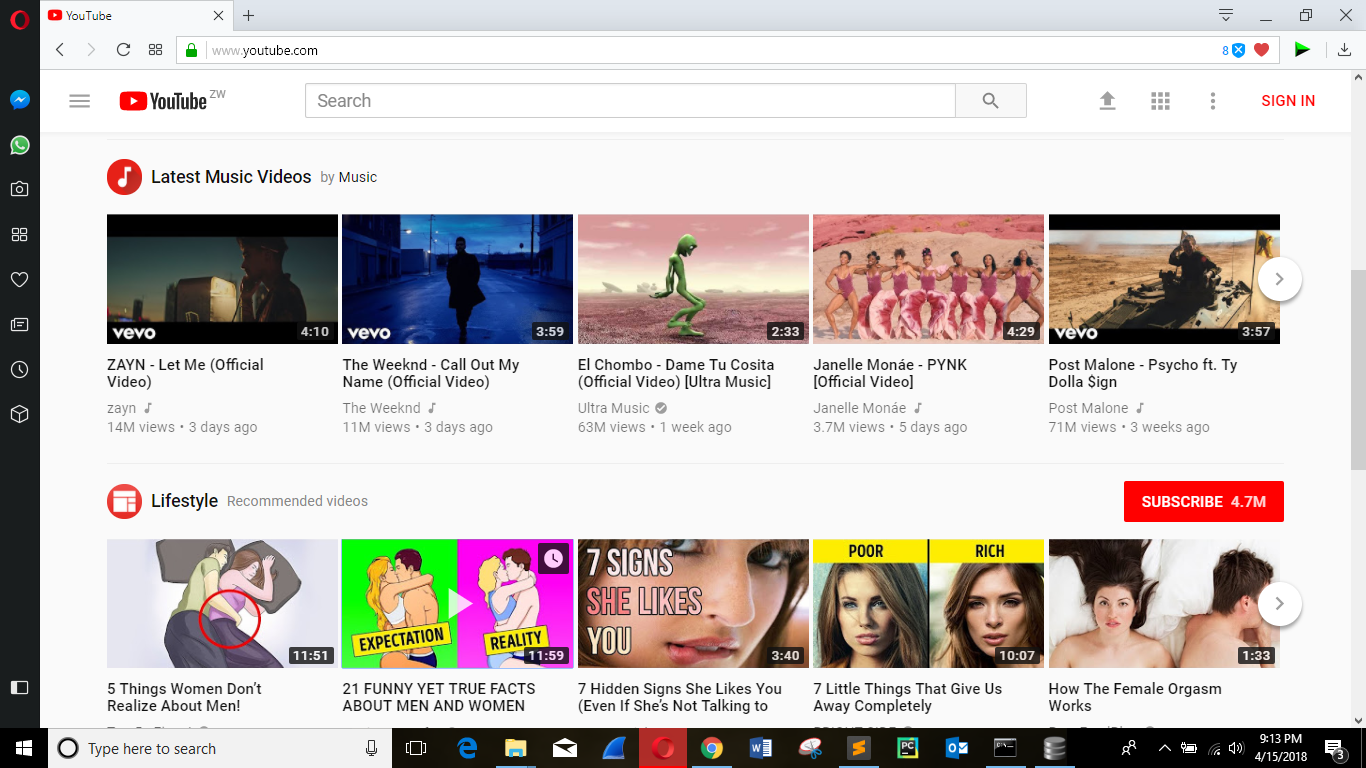 YouTube
www.youtube.com
8
YouTube ZW
Search
SIGN IN
Latest Music Videos by Music
vevo 4:10
vevo 3:59
2:33
4:29
vevo 3:57
ZAYN - Let Me (Official
Video)
zayn
14M views • 3 days ago
The Weeknd - Call Out My
Name (Official Video)
The Weeknd
11M views • 3 days ago
El Chombo - Dame Tu Cosita
(Official Video) [Ultra Music]
Ultra Music
63M views • 1 week ago
Janelle Monáe - PYNK
[Official Video]
Janelle Monáe
3.7M views • 5 days ago
Post Malone - Psycho ft. Ty
Dolla $ign
Post Malone
71M views • 3 weeks ago
Lifestyle Recommended videos
SUBSCRIBE 4.7M
11:51
EXPECTATION
REALITY
11:59
7 SIGNS
SHE LIKES
YOU
3:40
POOR RICH
10:07
1:33
5 Things Women Don't
Realize About Men!
21 FUNNY YET TRUE FACTS
ABOUT MEN AND WOMEN
7 Hidden Signs She Likes You
(Even If She's Not Talking to
7 Little Things That Give Us
Away Completely
How The Female Orgasm
Works
Type here to search
9:13 PM
4/15/2018
3